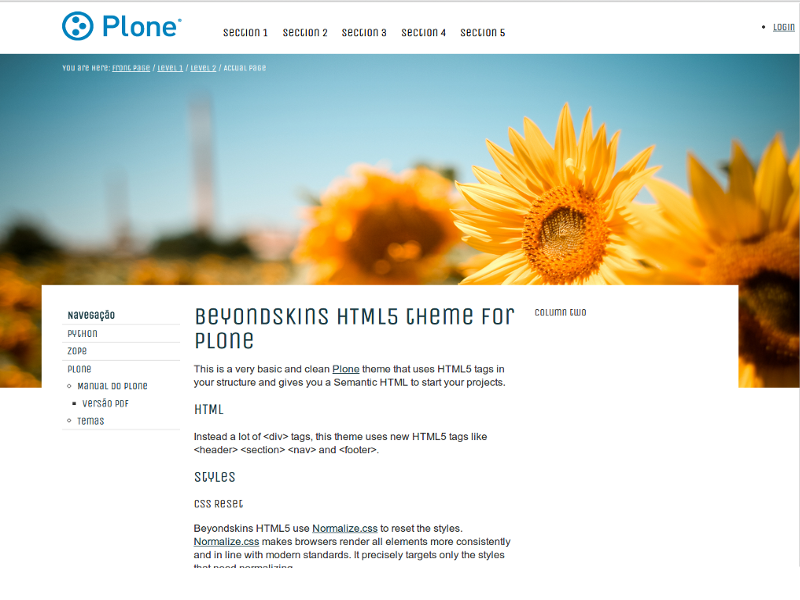 Plone®
Section 1 Section 2 Section 3 Section 4 Section 5
Login
You are here: Front Page / Level 1 / Level 2 / Actual Page
Navegação
Python
Zope
Plone
Manual do Plone
Versão PDF
Temas
Beyondskins HTML5 theme for
Plone
This is a very basic and clean Plone theme that uses HTML5 tags in
your structure and gives you a Semantic HTML to start your projects.
HTML
Instead a lot of <div> tags, this theme uses new HTML5 tags like
<header> <section> <nav> and <footer>.
Styles
CSS Reset
Beyondskins HTML5 use Normalize.css to reset the styles.
Normalize.css makes browsers render all elements more consistently
and in line with modern standards. It precisely targets only the styles
that need normalizing.
Column two